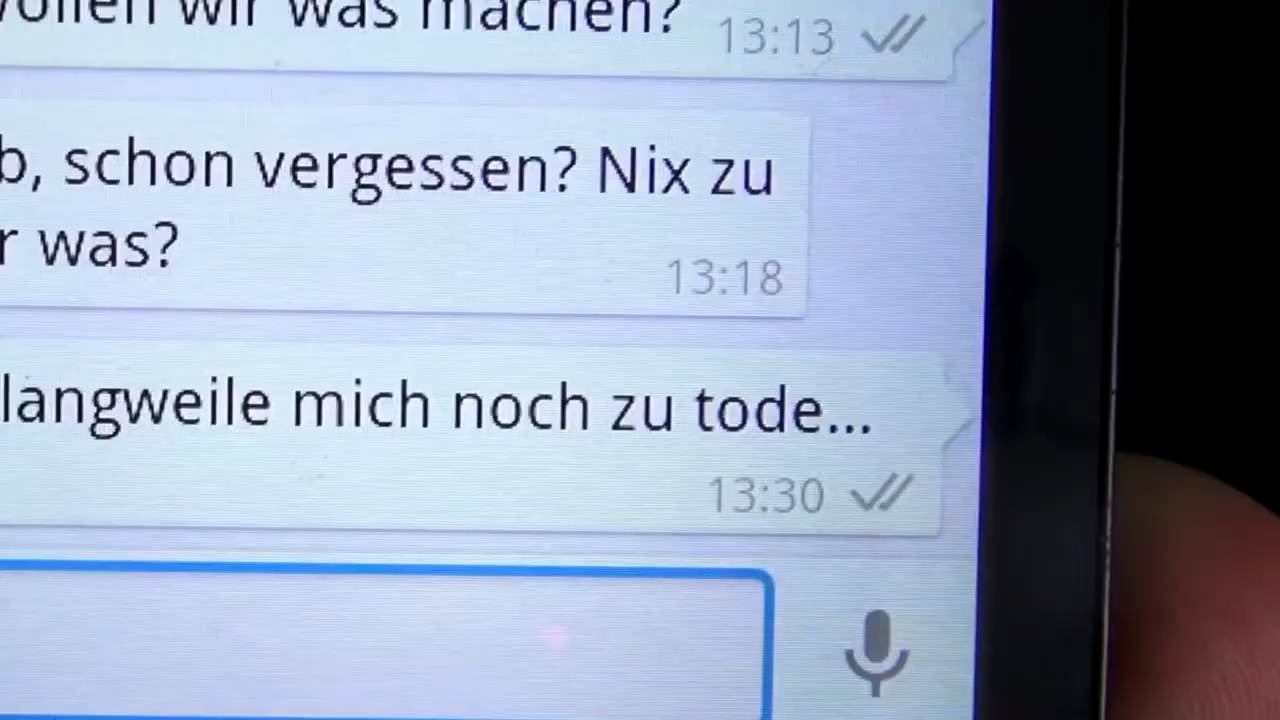 wollen wir was machen? 13:13
b, schon vergessen? Nix zu
r was?
13:18
langweile mich noch zu tode...
13:30